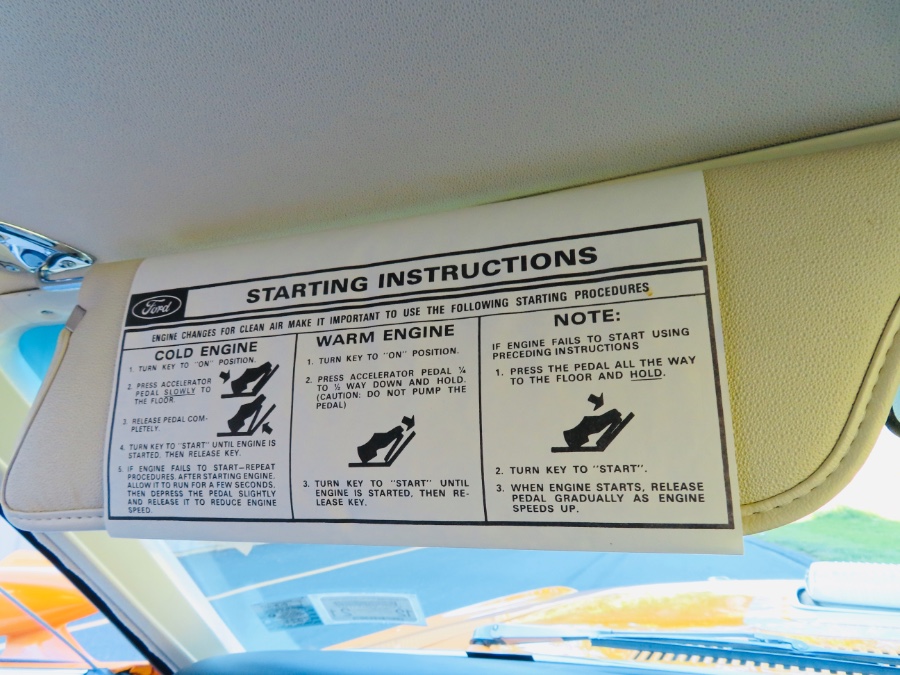 Ford
STARTING INSTRUCTIONS
ENGINE CHANGES FOR CLEAN AIR MAKE IT IMPORTANT TO USE THE FOLLOWING STARTING PROCEDURES
COLD ENGINE
1. TURN KEY TO "ON" POSITION.
2. PRESS ACCELERATOR
PEDAL SLOWLY TO
THE FLOOR.
3. RELEASE PEDAL COM-
PLETELY.
4. TURN KEY TO "START" UNTIL ENGINE IS
STARTED, THEN RELEASE KEY.
5. IF ENGINE FAILS TO START—REPEAT
PROCEDURES. AFTER STARTING ENGINE,
ALLOW IT TO RUN FOR A FEW SECONDS,
THEN DEPRESS THE PEDAL SLIGHTLY
AND RELEASE IT TO REDUCE ENGINE
SPEED.
WARM ENGINE
1. TURN KEY TO "ON" POSITION.
2. PRESS ACCELERATOR PEDAL ¼
TO ½ WAY DOWN AND HOLD.
(CAUTION: DO NOT PUMP THE
PEDAL)
3. TURN KEY TO "START" UNTIL
ENGINE IS STARTED, THEN RE-
LEASE KEY.
NOTE:
IF ENGINE FAILS TO START USING
PRECEDING INSTRUCTIONS
1. PRESS THE PEDAL ALL THE WAY
TO THE FLOOR AND HOLD.
2. TURN KEY TO "START".
3. WHEN ENGINE STARTS, RELEASE
PEDAL GRADUALLY AS ENGINE
SPEEDS UP.